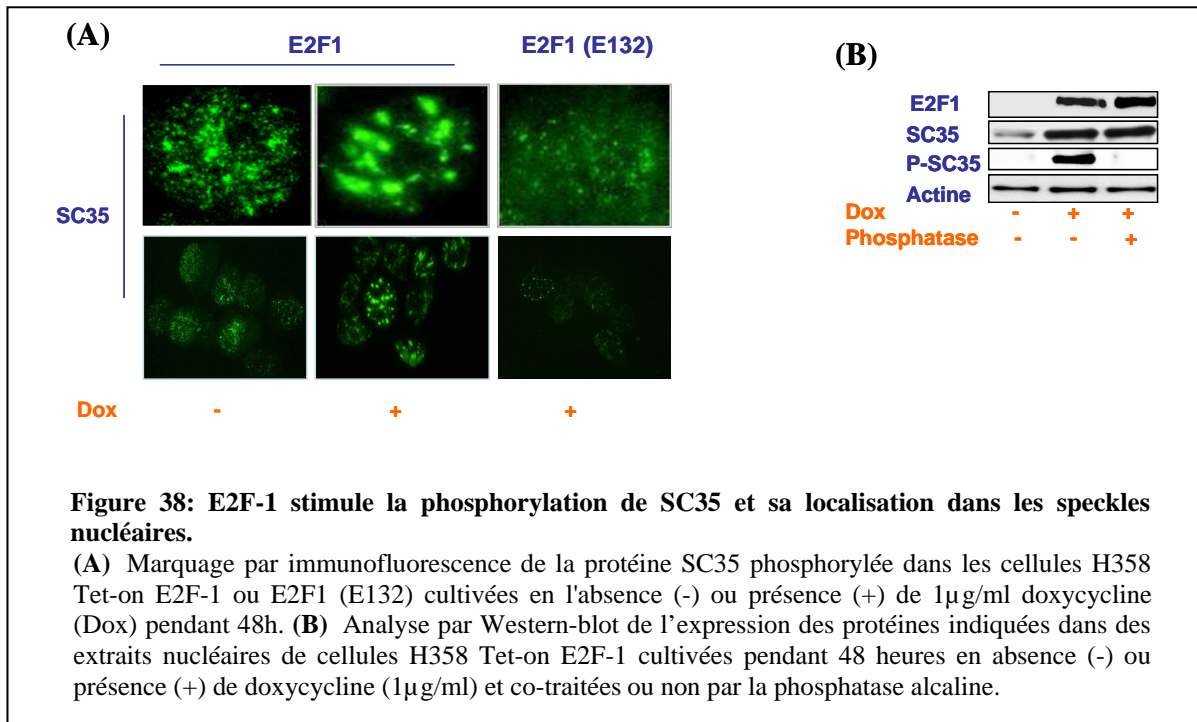 (A)
E2F1
E2F1 (E132)
SC35
Dox
-
+
+
(B)
E2F1
SC35
P-SC35
Actine
Dox - + +
Phosphatase - - +
Figure 38: E2F-1 stimule la phosphorylation de SC35 et sa localisation dans les speckles
nucléaires.
(A) Marquage par immunofluorescence de la protéine SC35 phosphorylée dans les cellules H358
Tet-on E2F-1 ou E2F1 (E132) cultivées en l'absence (-) ou présence (+) de 1µg/ml doxycycline
(Dox) pendant 48h. (B) Analyse par Western-blot de l’expression des protéines indiquées dans des
extraits nucléaires de cellules H358 Tet-on E2F-1 cultivées pendant 48 heures en absence (-) ou
présence (+) de doxycycline (1µg/ml) et co-traitées ou non par la phosphatase alcaline.